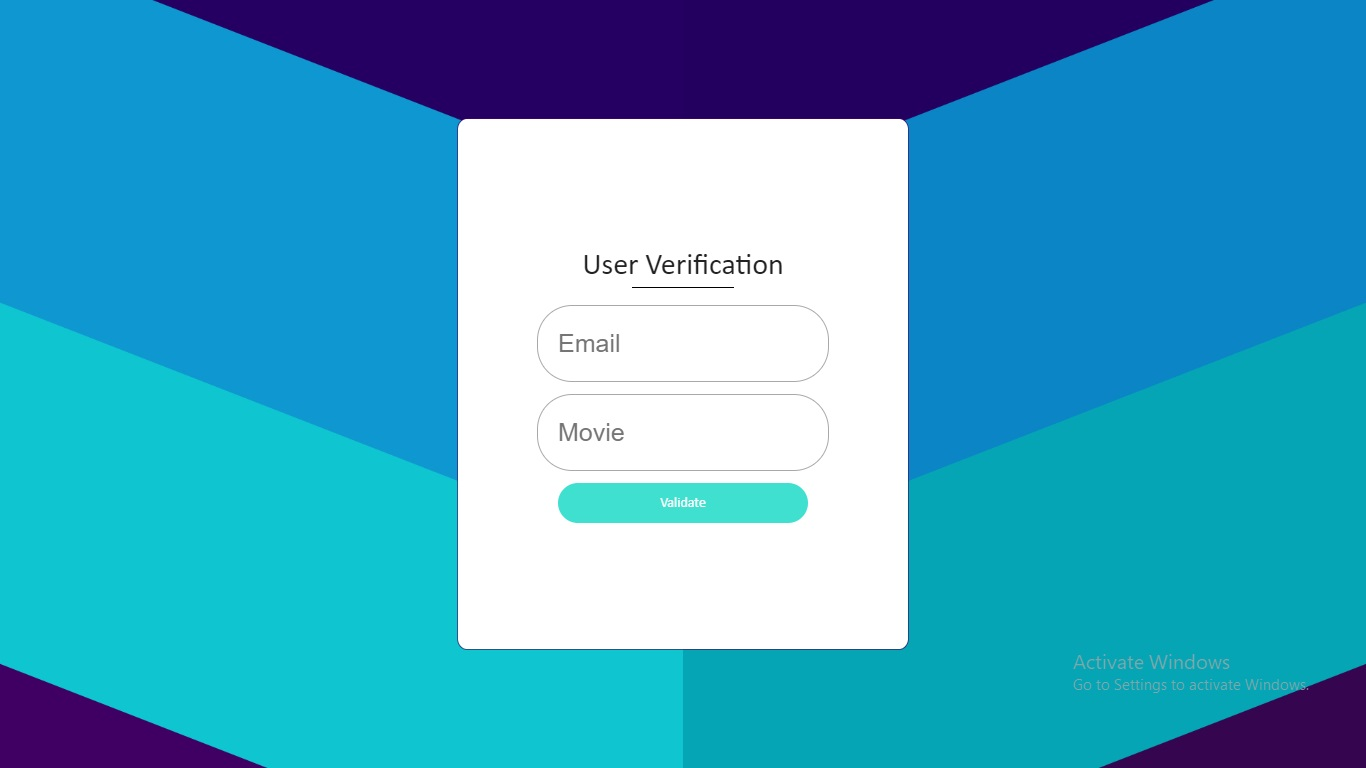 User Verification
Email
Movie
Validate
Activate Windows
Go to Settings to activate Windows.